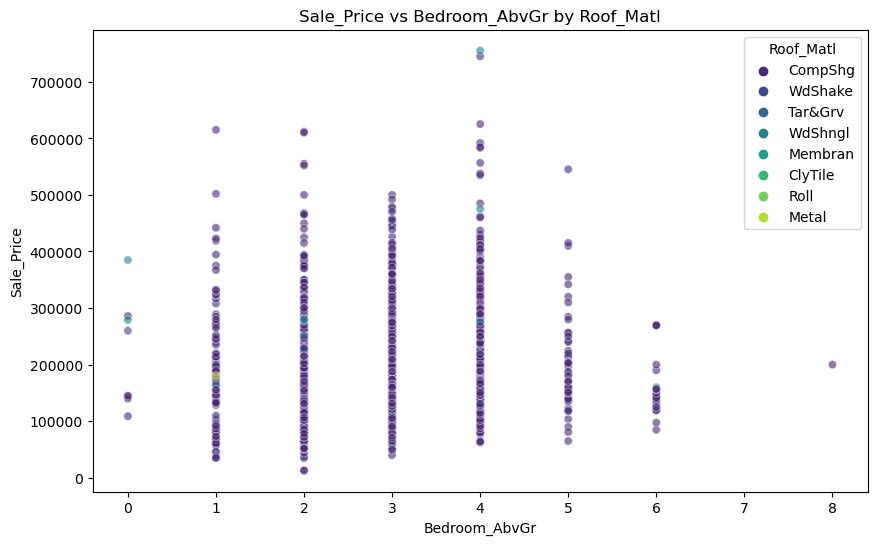 Sale_Price vs Bedroom_AbvGr by Roof_Matl
Roof_Matl
CompShg
WdShake
Tar&Grv
WdShngl
Membran
ClyTile
Roll
Metal
Sale_Price
700000
600000
500000
400000
300000
200000
100000
0
0 1 2 3 4 5 6 7 8
Bedroom_AbvGr